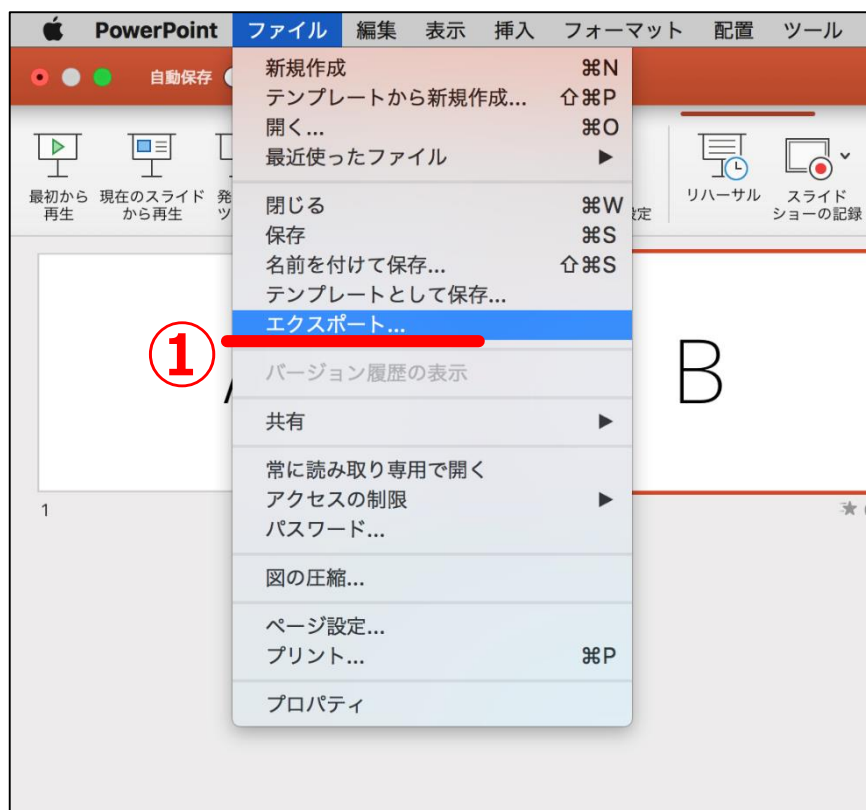 PowerPoint ファイル 編集 表示 挿入 フォーマット 配置 ツール
自動保存
新規作成 ⌘N
テンプレートから新規作成... ⇧⌘P
開く... ⌘O
最近使ったファイル ▶
閉じる ⌘W
保存 ⌘S
名前を付けて保存... ⇧⌘S
テンプレートとして保存...
エクスポート...
バージョン履歴の表示
共有 ▶
常に読み取り専用で開く
アクセスの制限 ▶
パスワード...
図の圧縮...
ページ設定...
プリント... ⌘P
プロパティ
最初から
再生
現在のスライド
から再生
リハーサル
スライド
ショーの記録
①
B
1